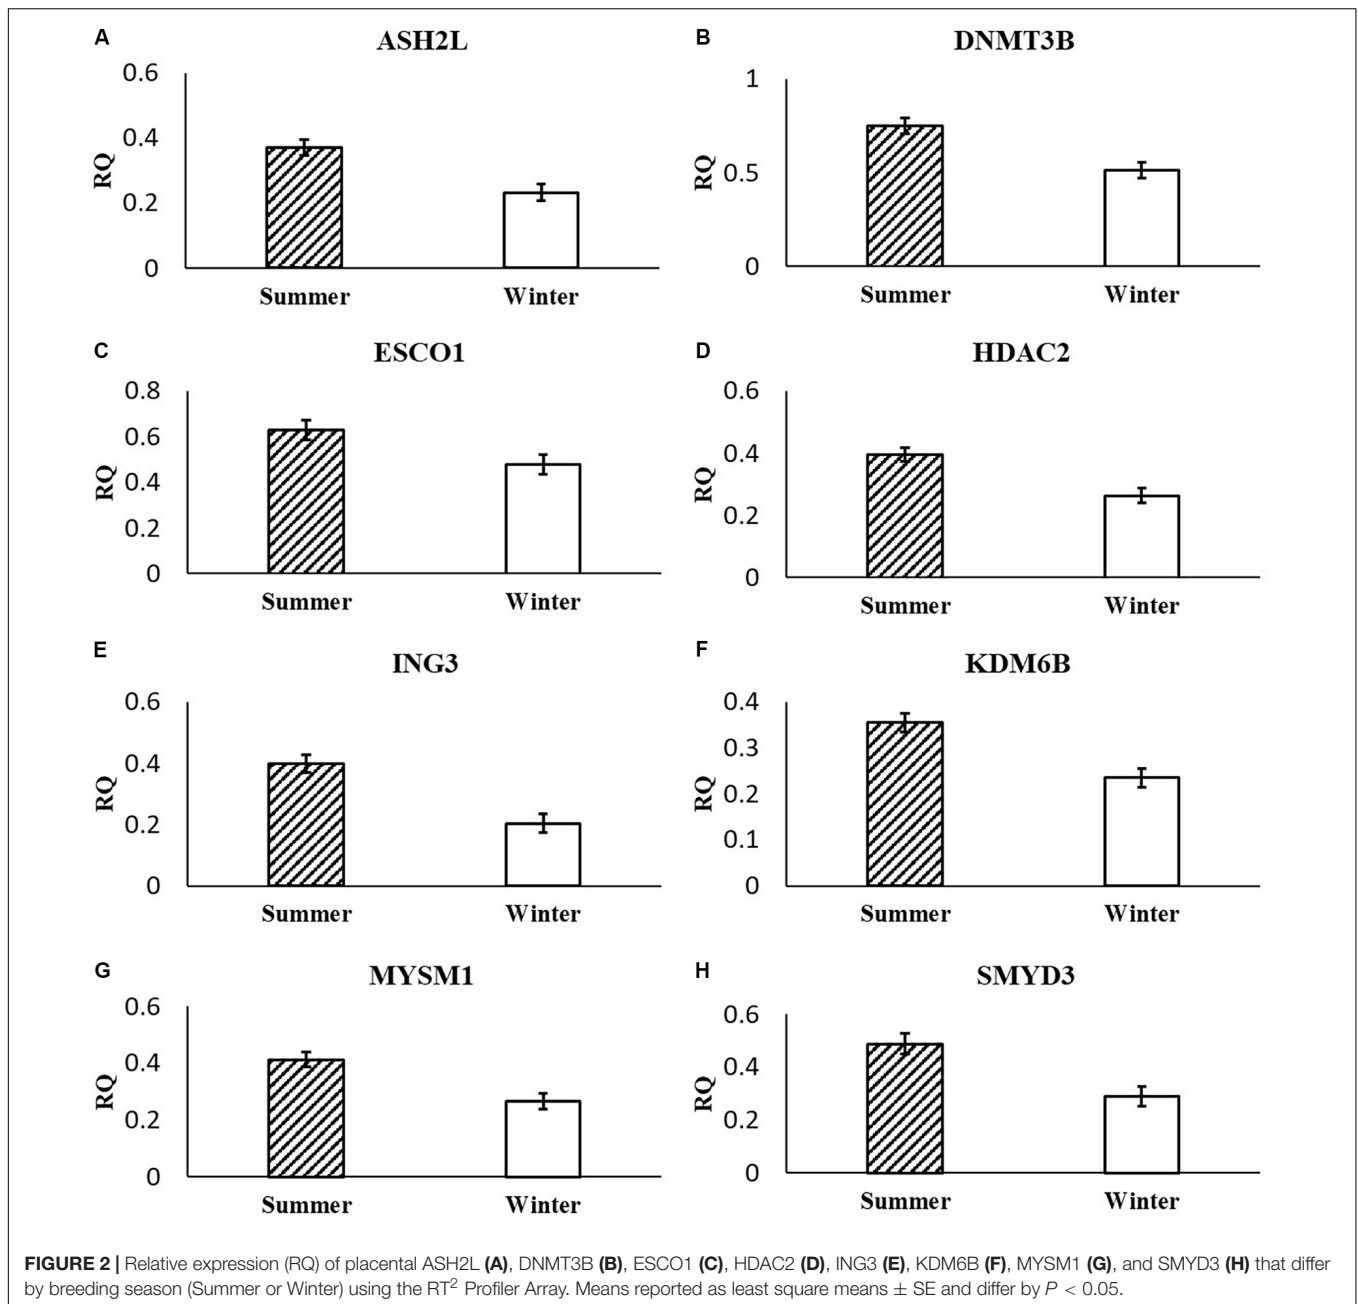 A
ASH2L
0.6
0.4
0.2
0
RQ
Summer
Winter
B
DNMT3B
1
0.5
0
RQ
Summer
Winter
C
ESCO1
0.8
0.6
0.4
0.2
0
RQ
Summer
Winter
D
HDAC2
0.6
0.4
0.2
0
RQ
Summer
Winter
E
ING3
0.6
0.4
0.2
0
RQ
Summer
Winter
F
KDM6B
0.4
0.3
0.2
0.1
0
RQ
Summer
Winter
G
MYSM1
0.6
0.4
0.2
0
RQ
Summer
Winter
H
SMYD3
0.6
0.4
0.2
0
RQ
Summer
Winter
FIGURE 2 | Relative expression (RQ) of placental ASH2L (A), DNMT3B (B), ESCO1 (C), HDAC2 (D), ING3 (E), KDM6B (F), MYSM1 (G), and SMYD3 (H) that differ
by breeding season (Summer or Winter) using the RT² Profiler Array. Means reported as least square means ± SE and differ by P < 0.05.